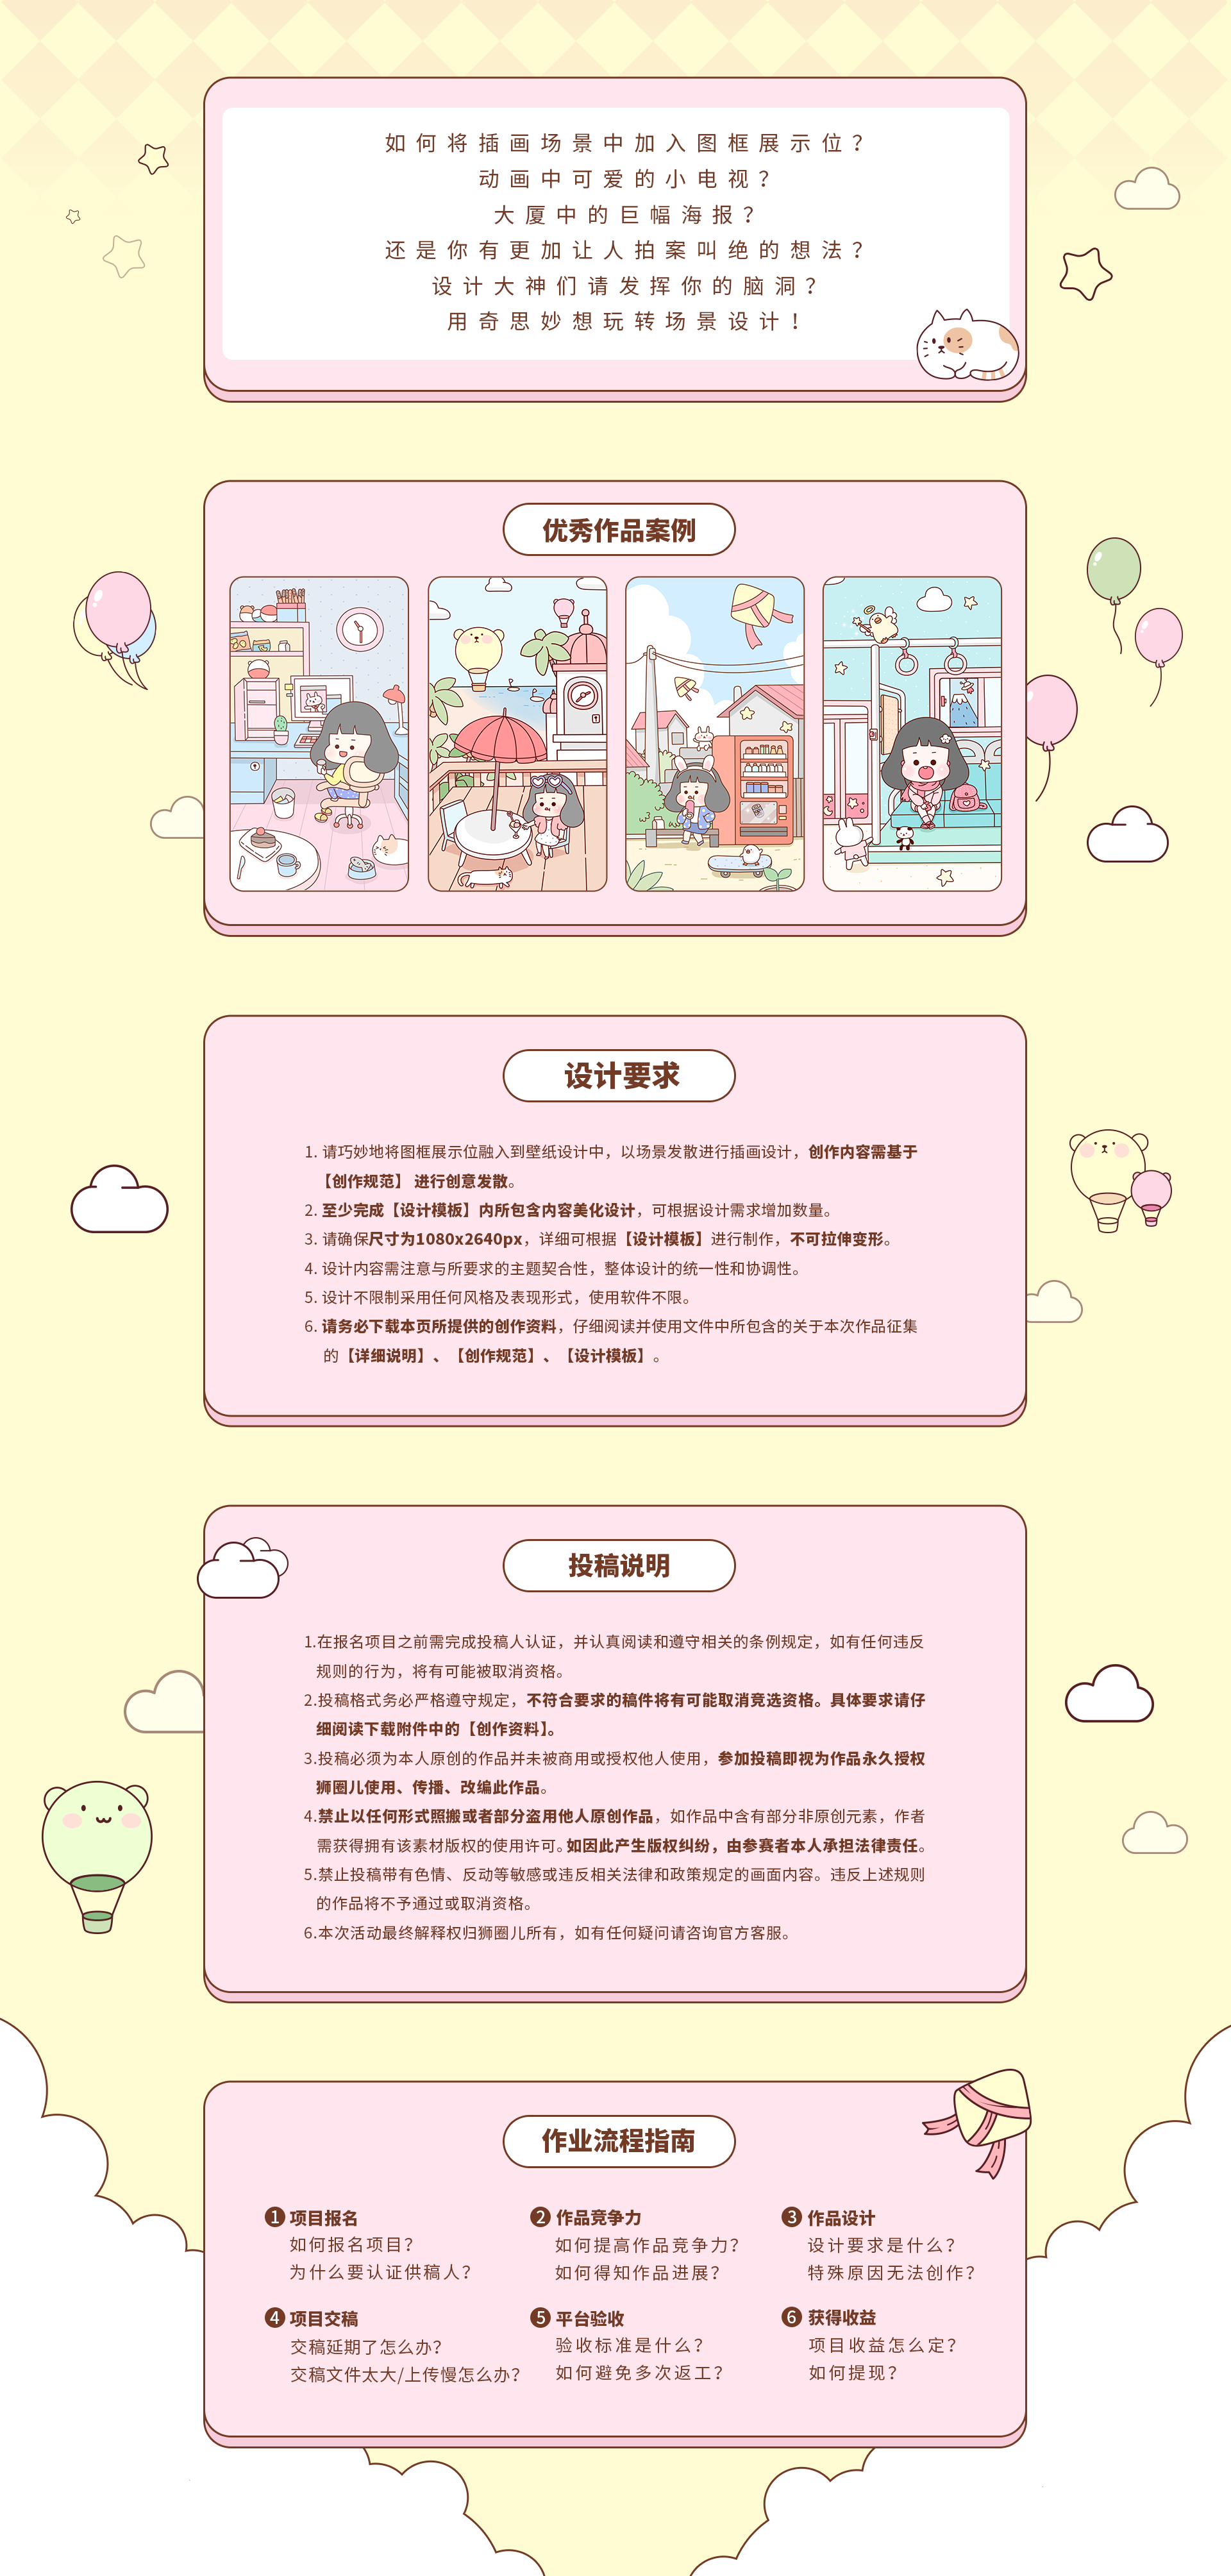 如何将插画场景中加入图框展示位？
动画中可爱的小电视？
大厦中的巨幅海报？
还是你有更加让人拍案叫绝的想法？
设计大神们请发挥你的脑洞？
用奇思妙想玩转场景设计！
优秀作品案例
设计要求
1. 请巧妙地将图框展示位融入到壁纸设计中，以场景发散进行插画设计，创作内容需基于
【创作规范】 进行创意发散。
2. 至少完成【设计模板】内所包含内容美化设计，可根据设计需求增加数量。
3. 请确保尺寸为1080x2640px，详细可根据【设计模板】进行制作，不可拉伸变形。
4. 设计内容需注意与所要求的主题契合性，整体设计的统一性和协调性。
5. 设计不限制采用任何风格及表现形式，使用软件不限。
6. 请务必下载本页所提供的创作资料，仔细阅读并使用文件中所包含的关于本次作品征集
的【详细说明】、【创作规范】、【设计模板】。
投稿说明
1.在报名项目之前需完成投稿人认证，并认真阅读和遵守相关的条例规定，如有任何违反
规则的行为，将有可能被取消资格。
2.投稿格式务必严格遵守规定，不符合要求的稿件将有可能取消竞选资格。具体要求请仔
细阅读下载附件中的【创作资料】。
3.投稿必须为本人原创的作品并未被商用或授权他人使用，参加投稿即视为作品永久授权
狮圈儿使用、传播、改编此作品。
4.禁止以任何形式照搬或者部分盗用他人原创作品，如作品中含有部分非原创元素，作者
需获得拥有该素材版权的使用许可。如因此产生版权纠纷，由参赛者本人承担法律责任。
5.禁止投稿带有色情、反动等敏感或违反相关法律和政策规定的画面内容。违反上述规则
的作品将不予通过或取消资格。
6.本次活动最终解释权归狮圈儿所有，如有任何疑问请咨询官方客服。
作业流程指南
1 项目报名
如何报名项目？
为什么要认证供稿人？
2 作品竞争力
如何提高作品竞争力？
如何得知作品进展？
3 作品设计
设计要求是什么？
特殊原因无法创作？
4 项目交稿
交稿延期了怎么办？
交稿文件太大/上传慢怎么办？
5 平台验收
验收标准是什么？
如何避免多次返工？
6 获得收益
项目收益怎么定？
如何提现？